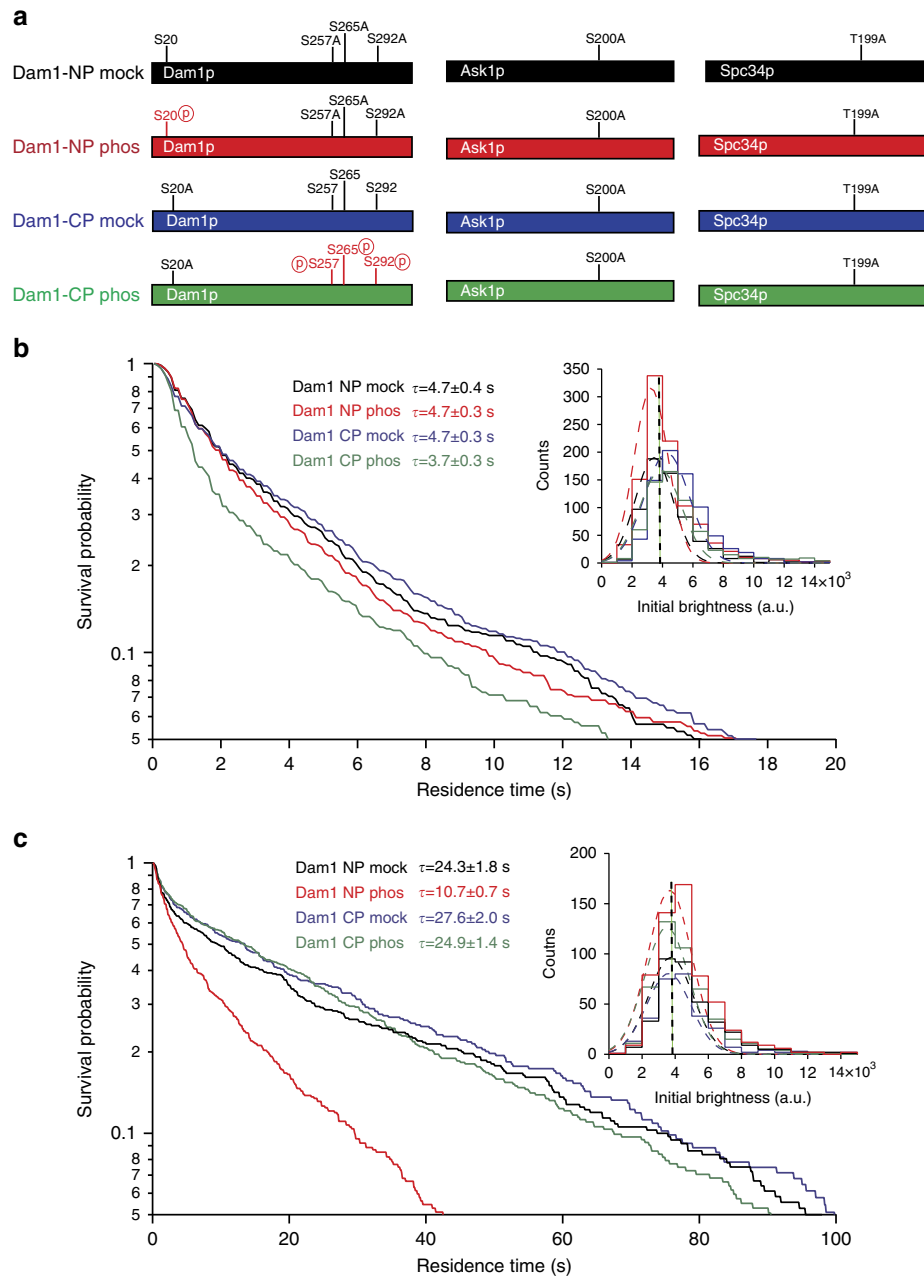 a
S20 S257A S265A S292A S200A T199A
Dam1-NP mock Dam1p Ask1p Spc34p
S20 p S257A S265A S292A S200A T199A
Dam1-NP phos Dam1p Ask1p Spc34p
S20A S257 S265 S292 S200A T199A
Dam1-CP mock Dam1p Ask1p Spc34p
S20A p S257 S265 p S292 p S200A T199A
Dam1-CP phos Dam1p Ask1p Spc34p
b
Survival probability
1
9
8
7
6
5
4
3
2
0.1
9
8
7
6
5
0 2 4 6 8 10 12 14 16 18 20
Residence time (s)
Dam1 NP mock τ=4.7±0.4 s
Dam1 NP phos τ=4.7±0.3 s
Dam1 CP mock τ=4.7±0.3 s
Dam1 CP phos τ=3.7±0.3 s
Counts
350
300
250
200
150
100
50
0
0 2 4 6 8 10 12 14×10³
Initial brightness (a.u.)
c
Survival probability
1
9
8
7
6
5
4
3
2
0.1
9
8
7
6
5
0 20 40 60 80 100
Residence time (s)
Dam1 NP mock τ=24.3±1.8 s
Dam1 NP phos τ=10.7±0.7 s
Dam1 CP mock τ=27.6±2.0 s
Dam1 CP phos τ=24.9±1.4 s
Coutns
200
150
100
50
0
0 2 4 6 8 10 12 14×10³
Initial brightness (a.u.)